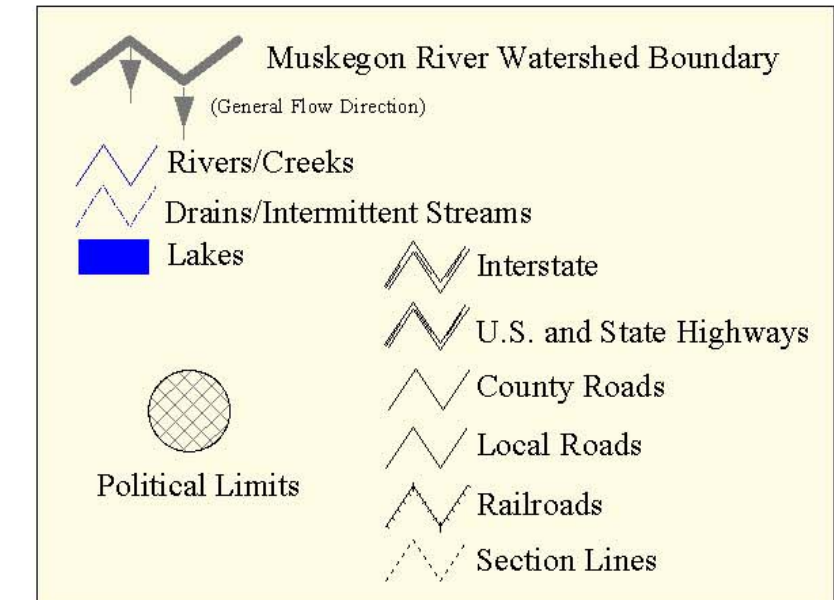 Muskegon River Watershed Boundary
(General Flow Direction)
Rivers/Creeks
Drains/Intermittent Streams
Lakes
Interstate
U.S. and State Highways
County Roads
Local Roads
Political Limits
Railroads
Section Lines